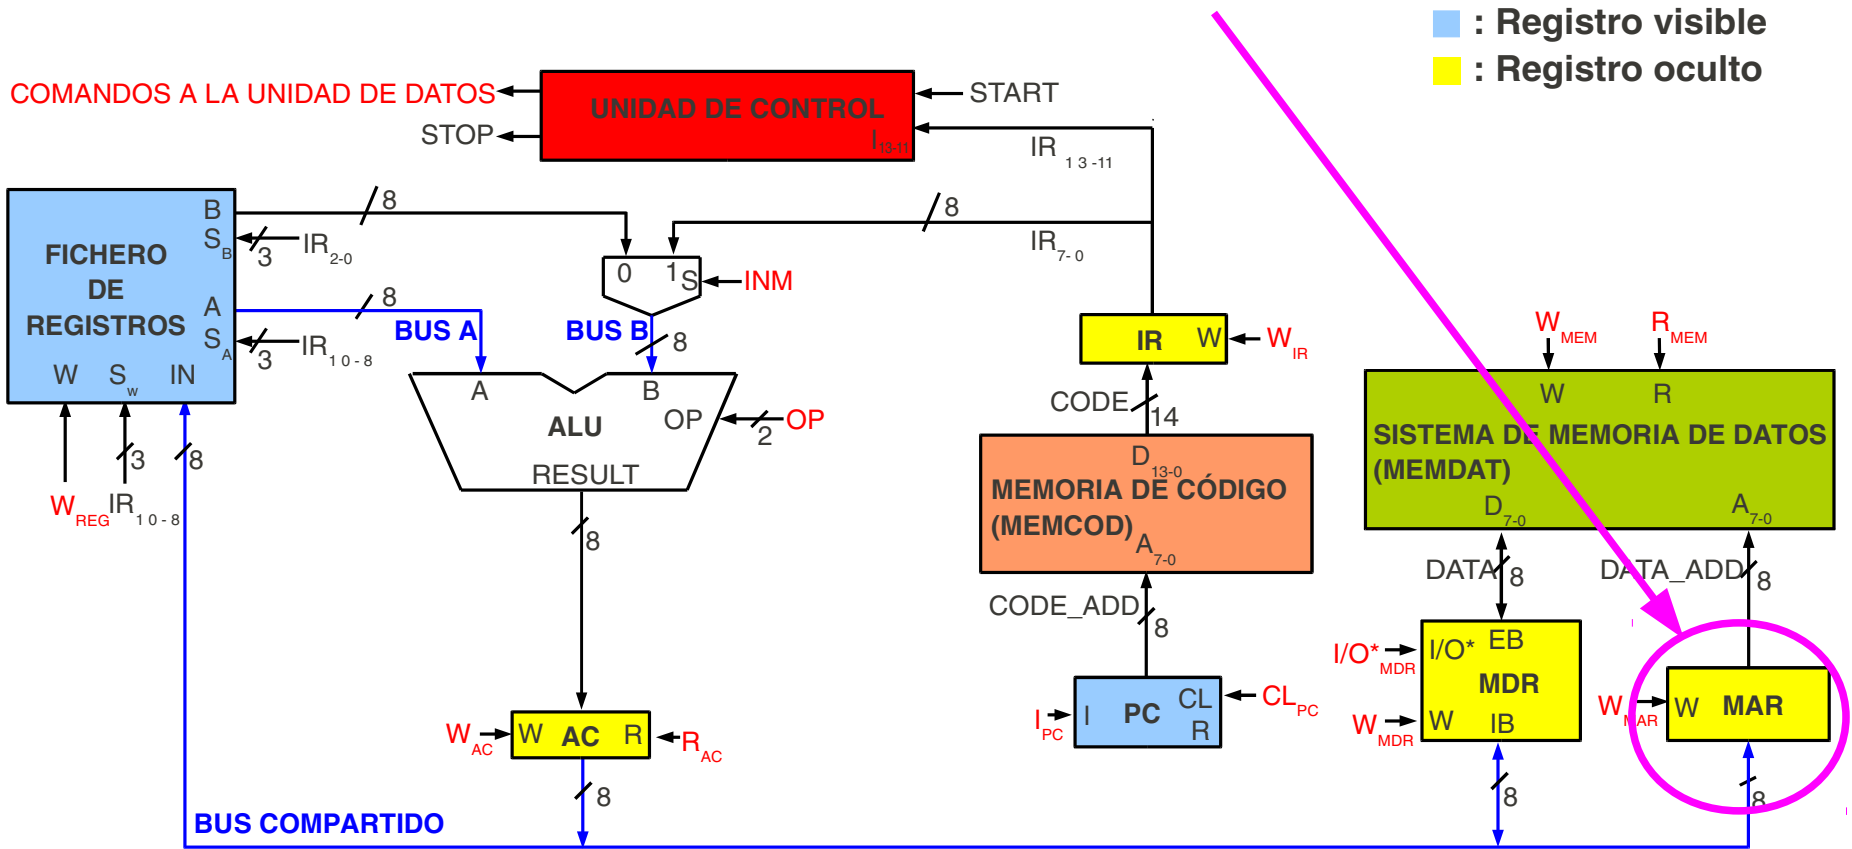 : Registro visible
: Registro oculto
COMANDOS A LA UNIDAD DE DATOS
UNIDAD DE CONTROL
START
STOP
I13-11
IR 13-11
8
8
B
SB
3
IR2-0
FICHERO
DE
REGISTROS
A
SA
3
IR10-8
8
BUS A
W
Sw
IN
3
8
WREG
IR10-8
0
1
S
INM
BUS B
8
IR7-0
A
B
ALU
OP
2
OP
RESULT
8
IR
W
WIR
CODE
14
D13-0
MEMORIA DE CÓDIGO
(MEMCOD)
A7-0
CODE_ADD
8
IPC
I
PC
CL
R
CLPC
WMEM
RMEM
W
R
SISTEMA DE MEMORIA DE DATOS
(MEMDAT)
D7-0
A7-0
DATA
8
DATA_ADD
8
I/O*MDR
I/O*
EB
MDR
WMDR
W
IB
8
WMAR
W
MAR
8
WAC
W
AC
R
RAC
8
BUS COMPARTIDO